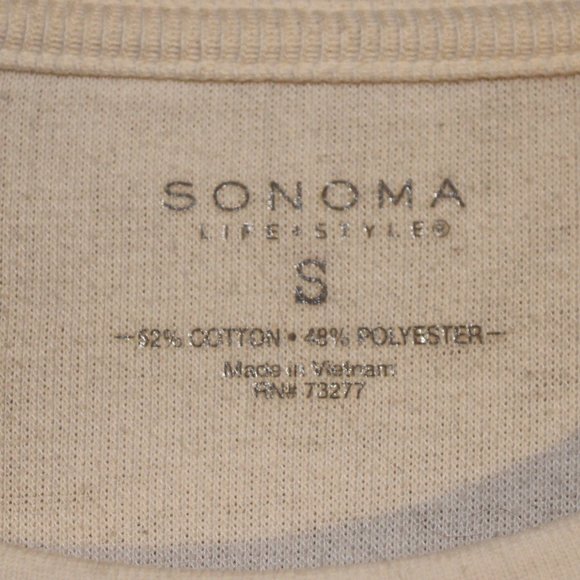 SONOMA
LIFE + STYLE®
S
52% COTTON • 48% POLYESTER
Made in Vietnam
RN# 73277